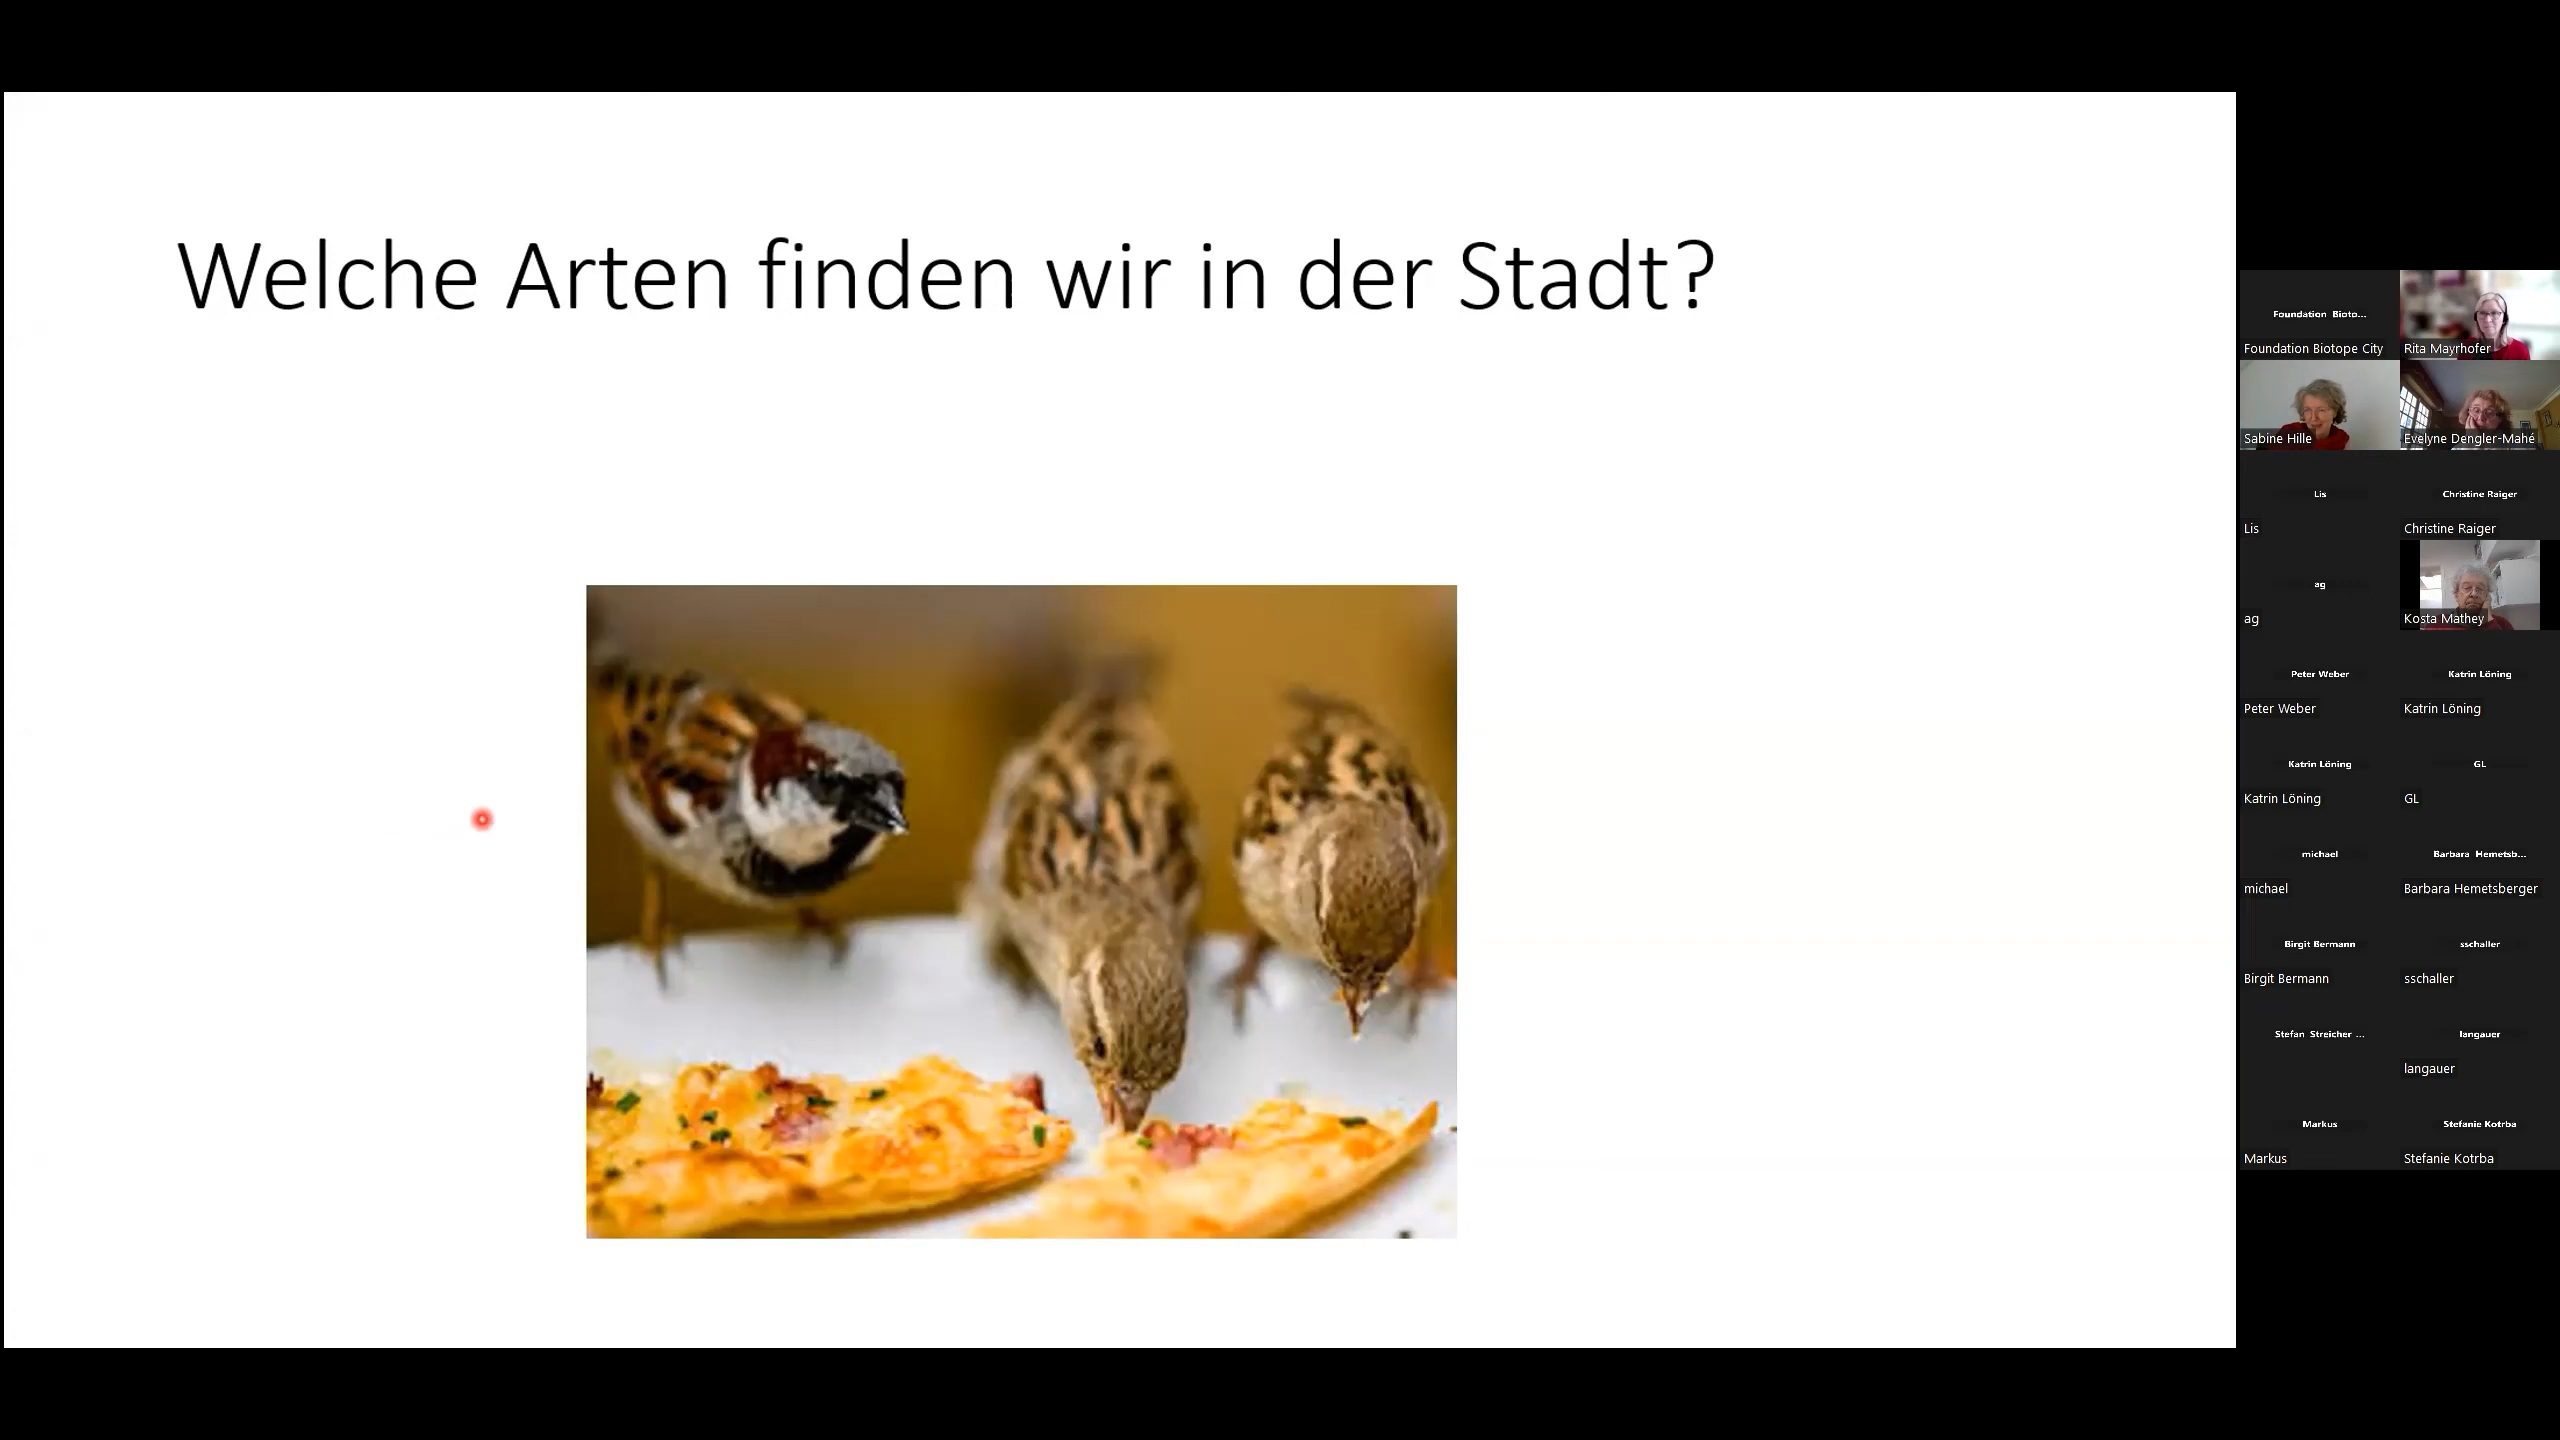 Welche Arten finden wir in der Stadt?
Foundation Bioto...
Foundation Biotope City
Rita Mayrhofer
Sabine Hille
Evelyne Dengler-Mahé
Lis
Lis
Christine Raiger
Christine Raiger
ag
ag
Kosta Mathey
Peter Weber
Peter Weber
Katrin Löning
Katrin Löning
Katrin Löning
Katrin Löning
GL
GL
michael
michael
Barbara Hemetsb...
Barbara Hemetsberger
Birgit Bermann
Birgit Bermann
sschaller
sschaller
Stefan Streicher ...
langauer
langauer
Markus
Markus
Stefanie Kotrba
Stefanie Kotrba